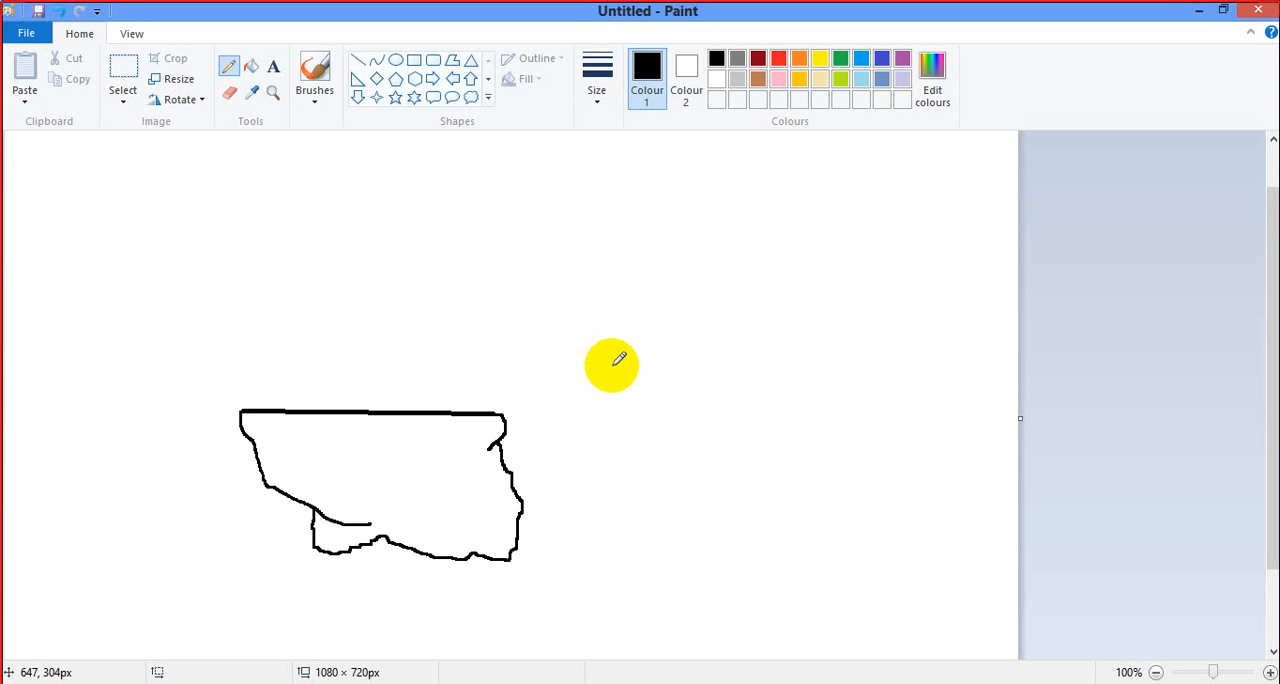 Untitled - Paint
File Home View
Paste
Cut
Copy
Clipboard
Select
Crop
Resize
Rotate
Image
A
Tools
Brushes
Outline
Fill
Shapes
Size
Colour 1
Colour 2
Edit colours
Colours
647, 304px
1080 × 720px
100%